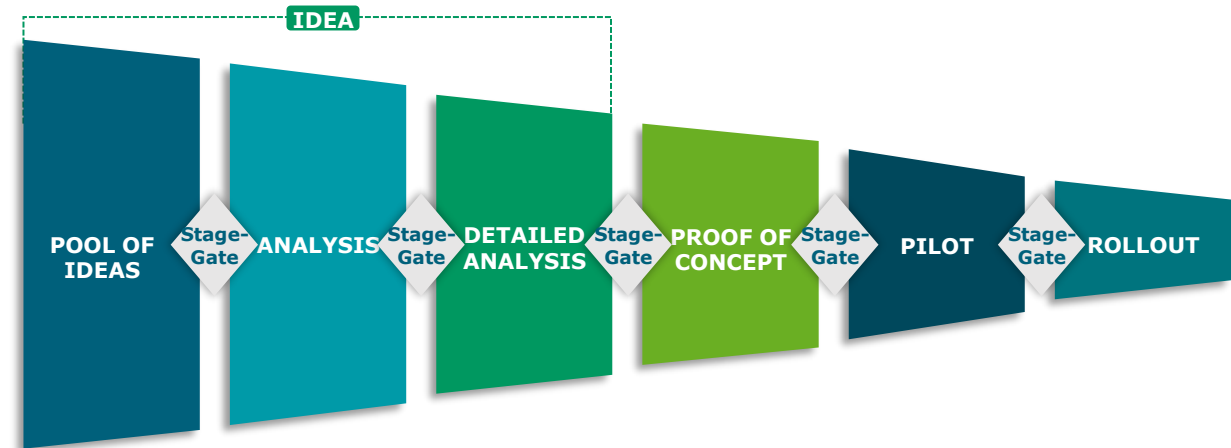 IDEA
POOL OF
IDEAS
Stage-
Gate
ANALYSIS
Stage-
Gate
DETAILED
ANALYSIS
Stage-
Gate
PROOF OF
CONCEPT
Stage-
Gate
PILOT
Stage-
Gate
ROLLOUT